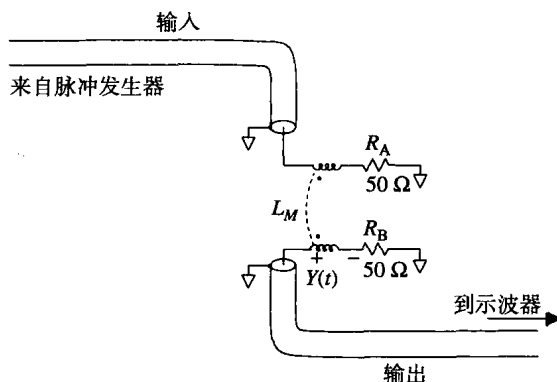 输入
来自脉冲发生器
R_A
50 Ω
L_M
R_B
+ −
50 Ω
Y(t)
到示波器
输出